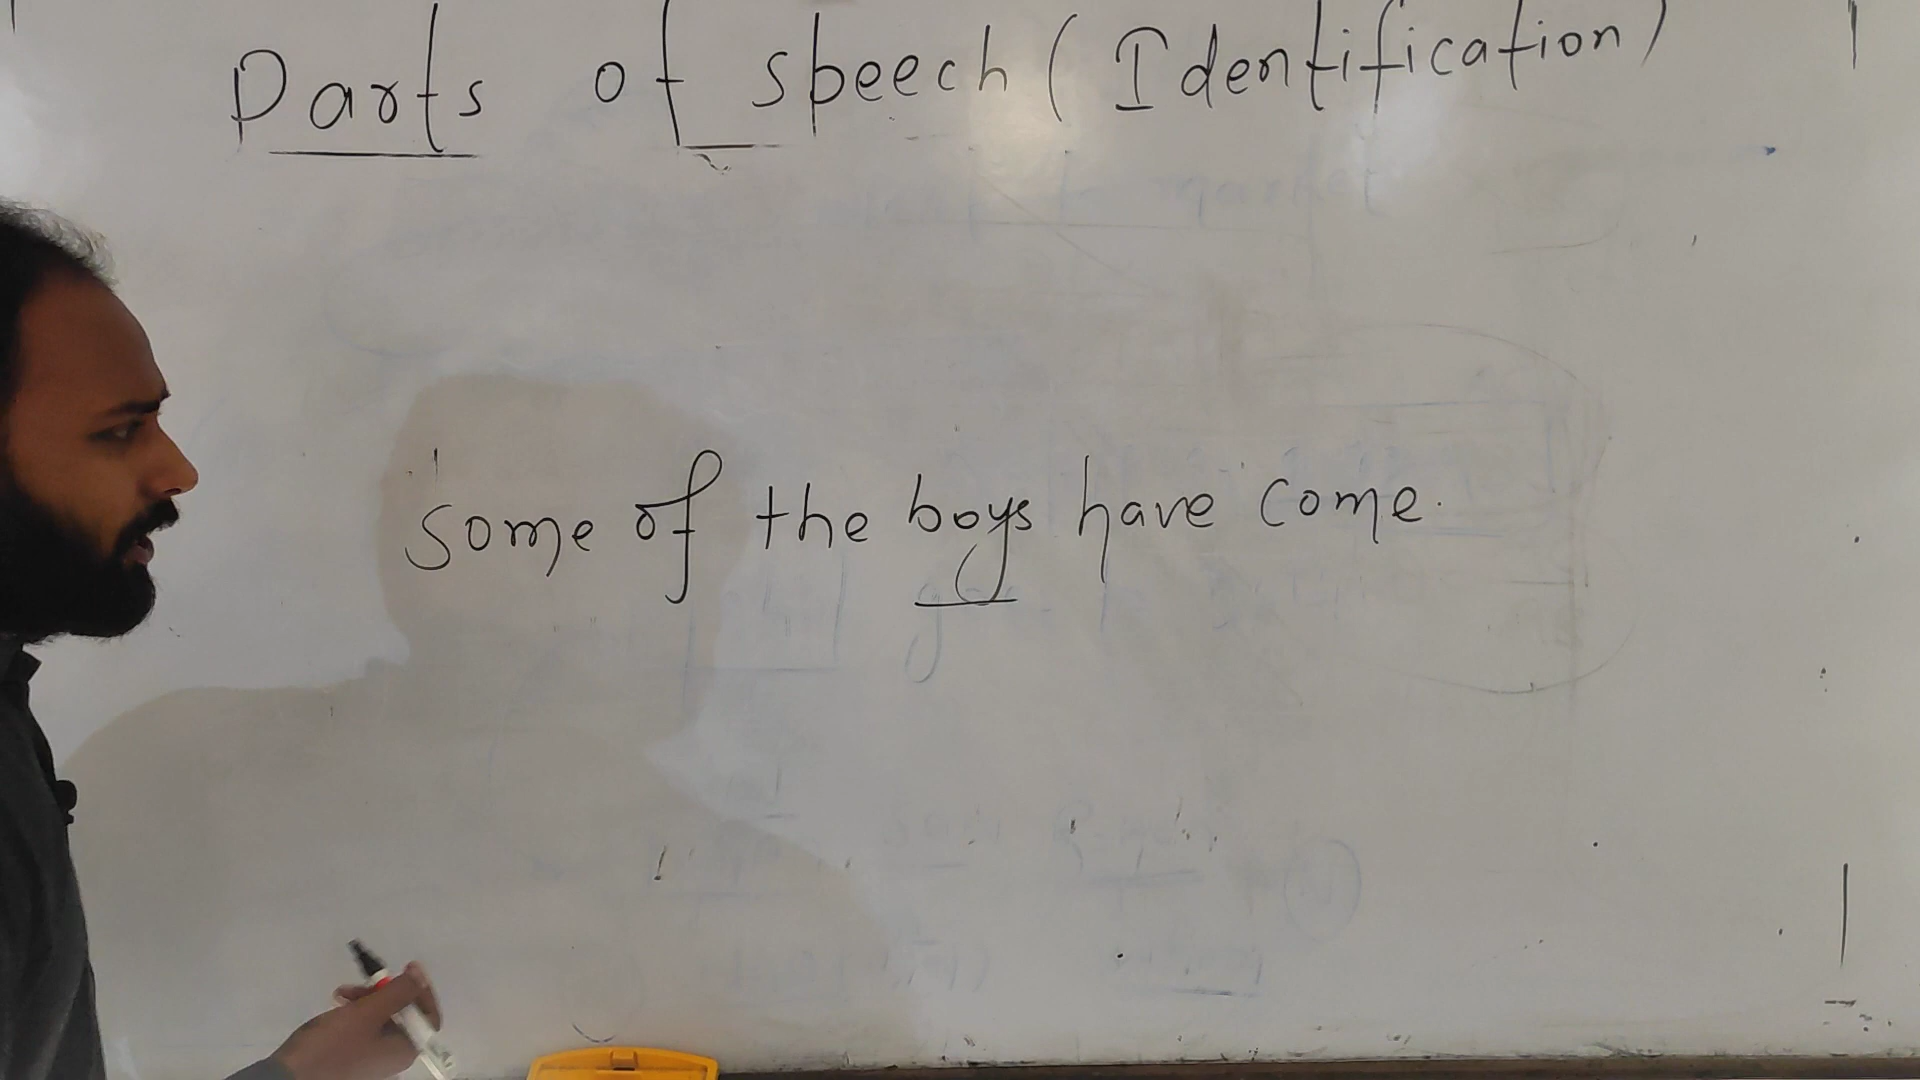 Parts of speech (Identification)
some of the boys have come.